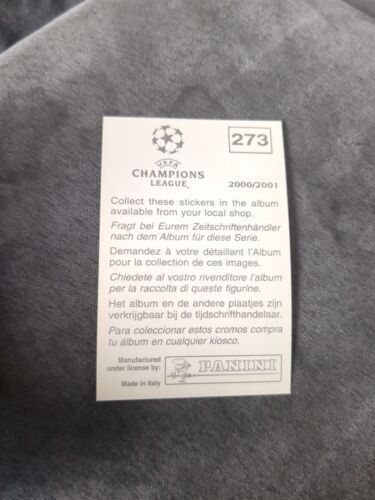 273
UEFA
CHAMPIONS
LEAGUE
2000/2001
Collect these stickers in the album
available from your local shop.
Fragt bei Eurem Zeitschriftenhändler
nach dem Album für diese Serie.
Demandez à votre détaillant l'Album
pour la collection de ces images.
Chiedete al vostro rivenditore l'album
per la raccolta di queste figurine.
Het album en de andere plaatjes zijn
verkrijgbaar bij de tijdschrifthandelaar.
Para coleccionar estos cromos compra
tu álbum en cualquier kiosco.
Manufactured
under license by:
PANINI
Made in Italy